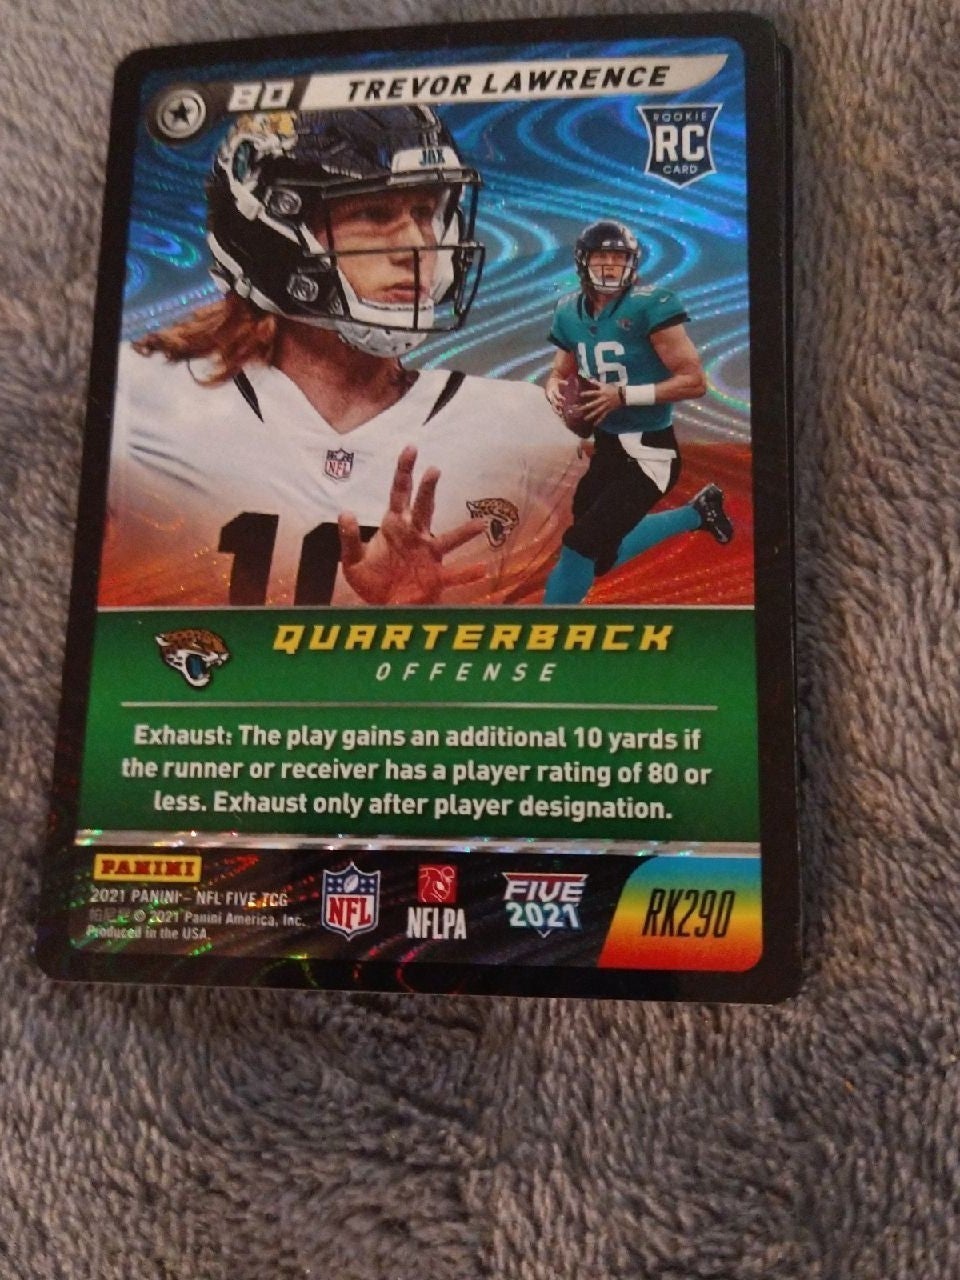 80 TREVOR LAWRENCE
ROOKIE
RC
CARD
JAX
16
NFL
QUARTERBACK
OFFENSE
Exhaust: The play gains an additional 10 yards if
the runner or receiver has a player rating of 80 or
less. Exhaust only after player designation.
PANINI
2021 PANINI - NFL FIVE TCG
© 2021 Panini America, Inc.
Produced in the USA.
NFL
NFLPA
FIVE
2021
RK290